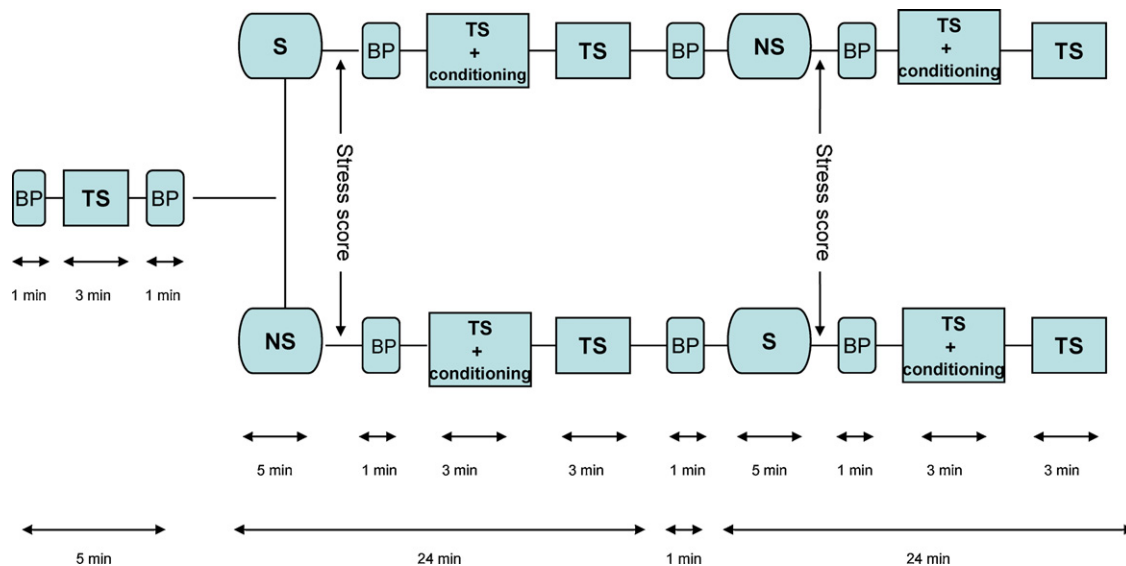 S
BP
TS
+
conditioning
TS
BP
NS
BP
TS
+
conditioning
TS
Stress score
Stress score
BP
TS
BP
1 min
3 min
1 min
NS
BP
TS
+
conditioning
TS
BP
S
BP
TS
+
conditioning
TS
5 min
1 min
3 min
3 min
1 min
5 min
1 min
3 min
3 min
5 min
24 min
1 min
24 min